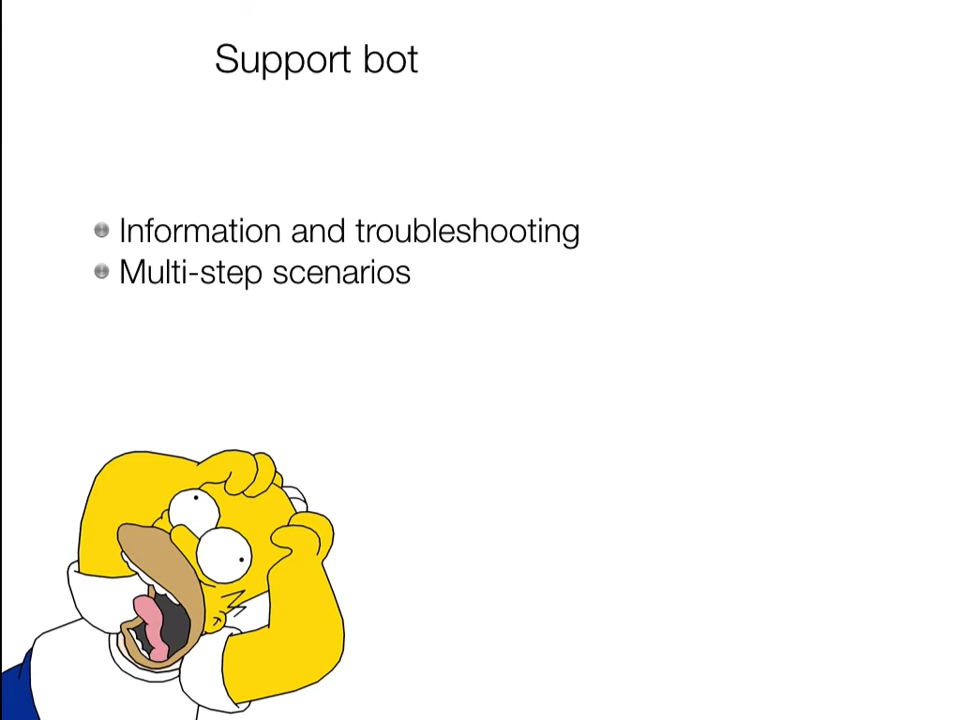 Support bot
Information and troubleshooting
Multi-step scenarios